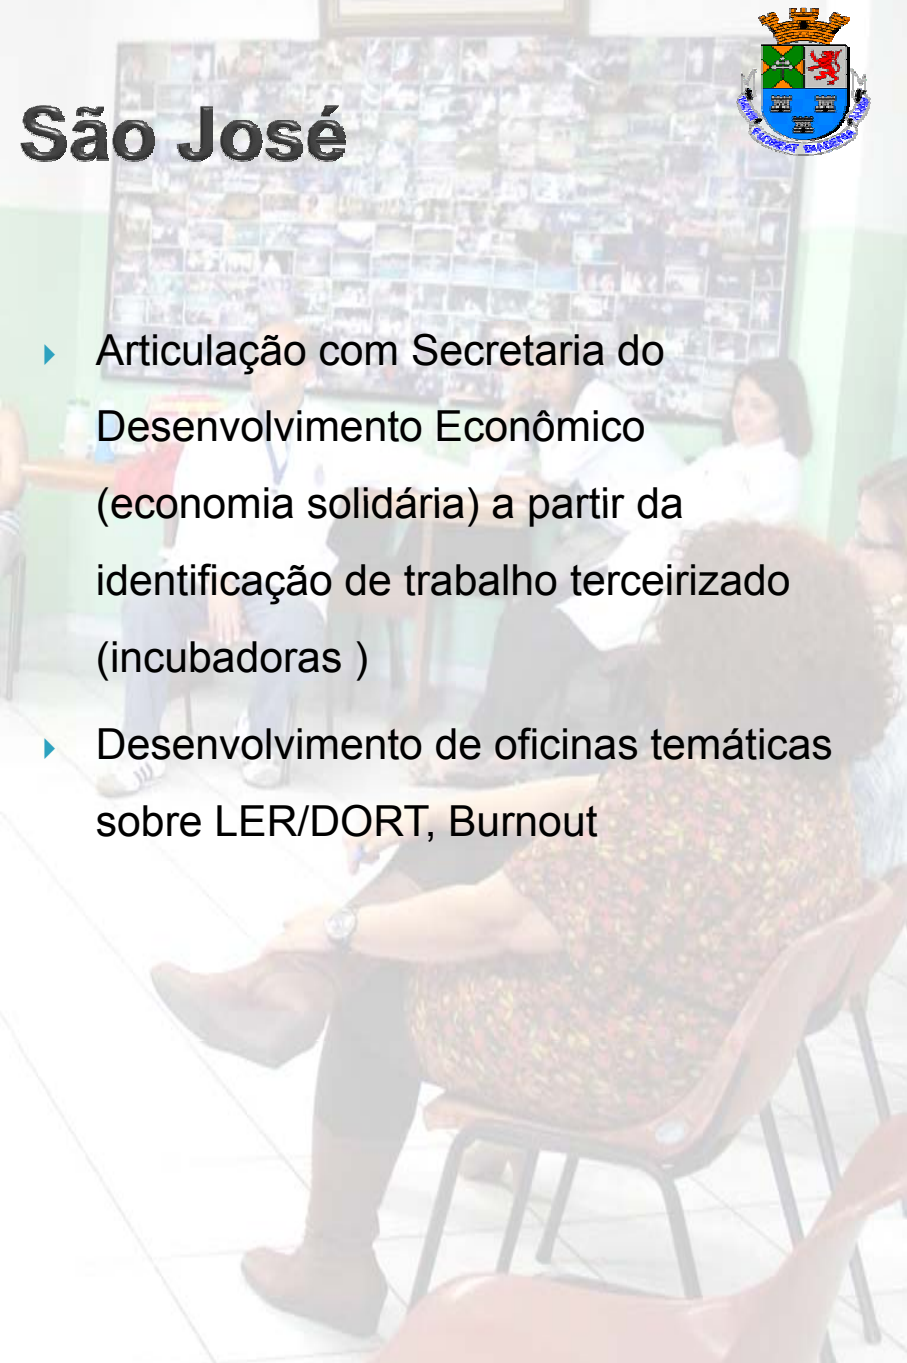 São José
Articulação com Secretaria do
Desenvolvimento Econômico
(economia solidária) a partir da
identificação de trabalho terceirizado
(incubadoras )
Desenvolvimento de oficinas temáticas
sobre LER/DORT, Burnout